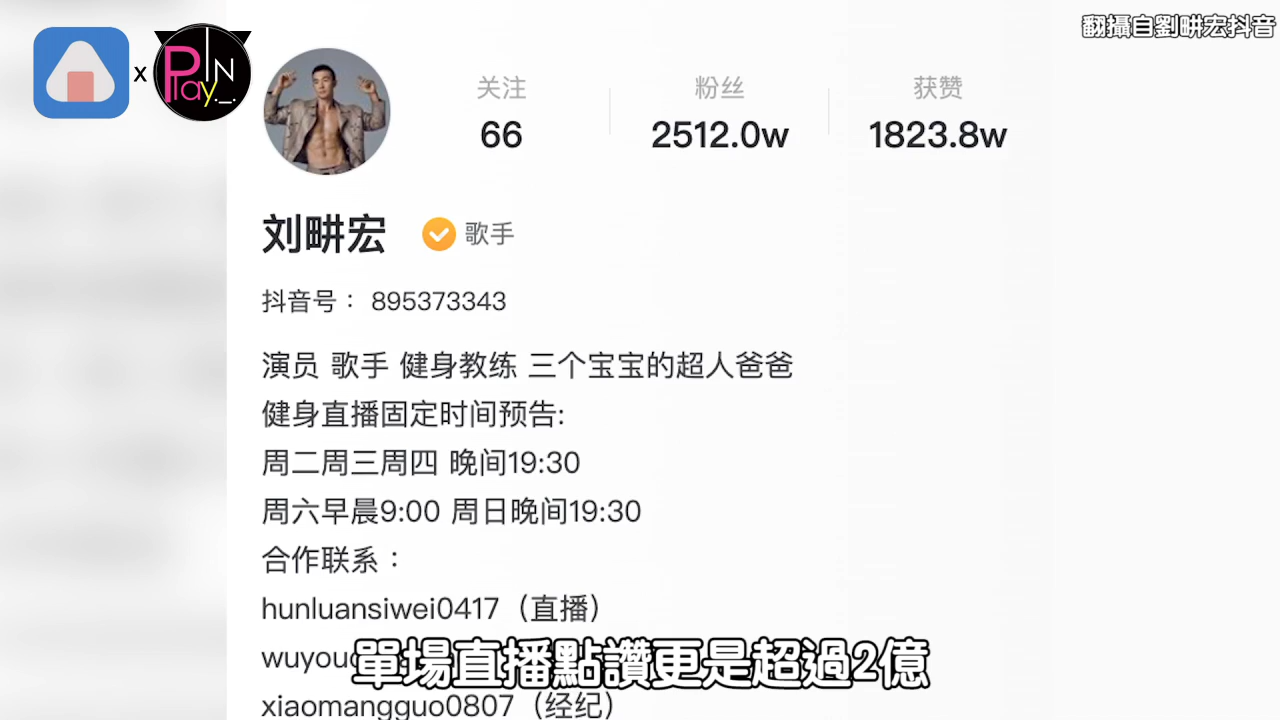 翻攝自劉畊宏抖音
x
PInPlay._.
关注
66
粉丝
2512.0w
获赞
1823.8w
刘畊宏
歌手
抖音号： 895373343
演员 歌手 健身教练 三个宝宝的超人爸爸
健身直播固定时间预告:
周二周三周四 晚间19:30
周六早晨9:00 周日晚间19:30
合作联系：
hunluansiwei0417（直播）
單場直播點讚更是超過2億
xiaomangguo0807（经纪）